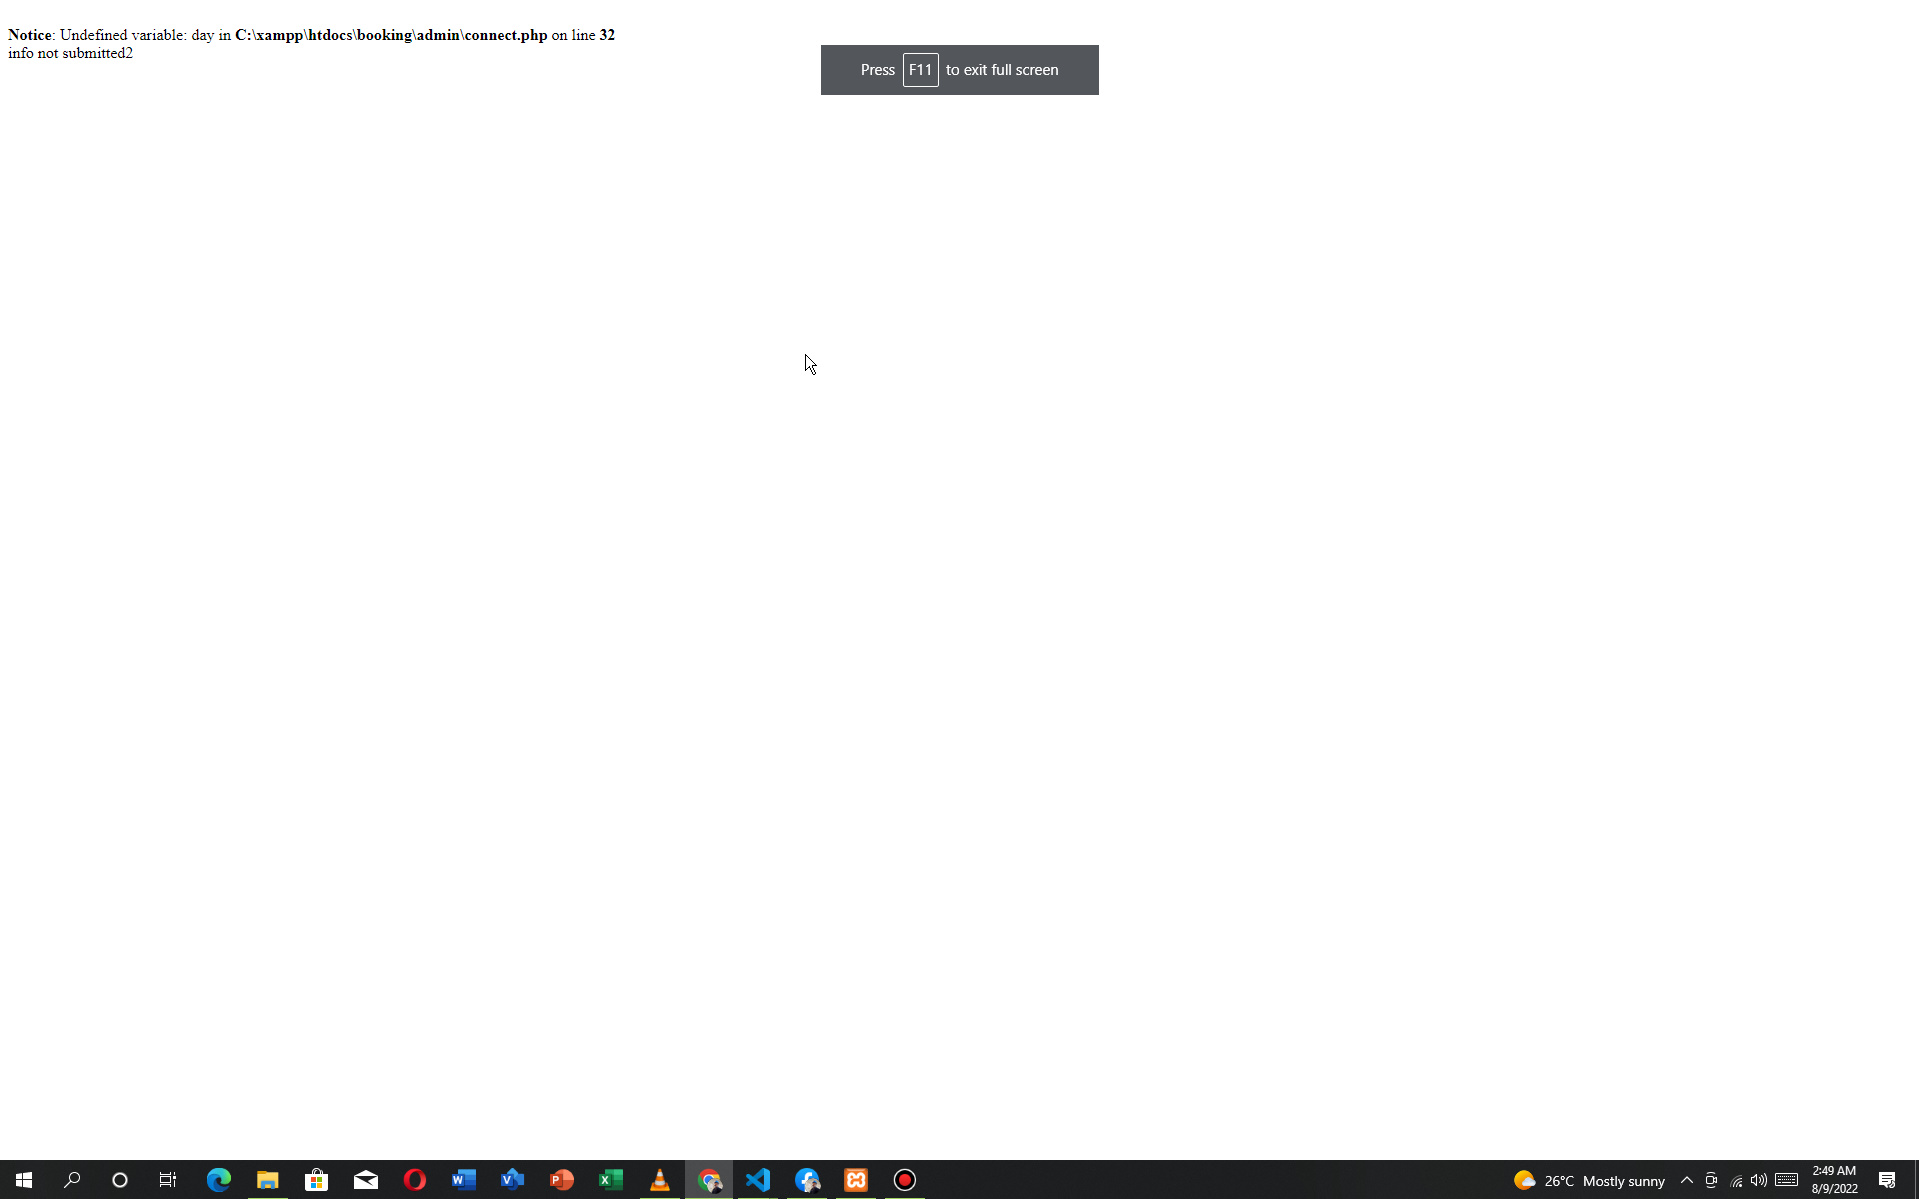 Notice: Undefined variable: day in C:\xampp\htdocs\booking\admin\connect.php on line 32
info not submitted2
Press F11 to exit full screen
26°C Mostly sunny
2:49 AM
8/9/2022